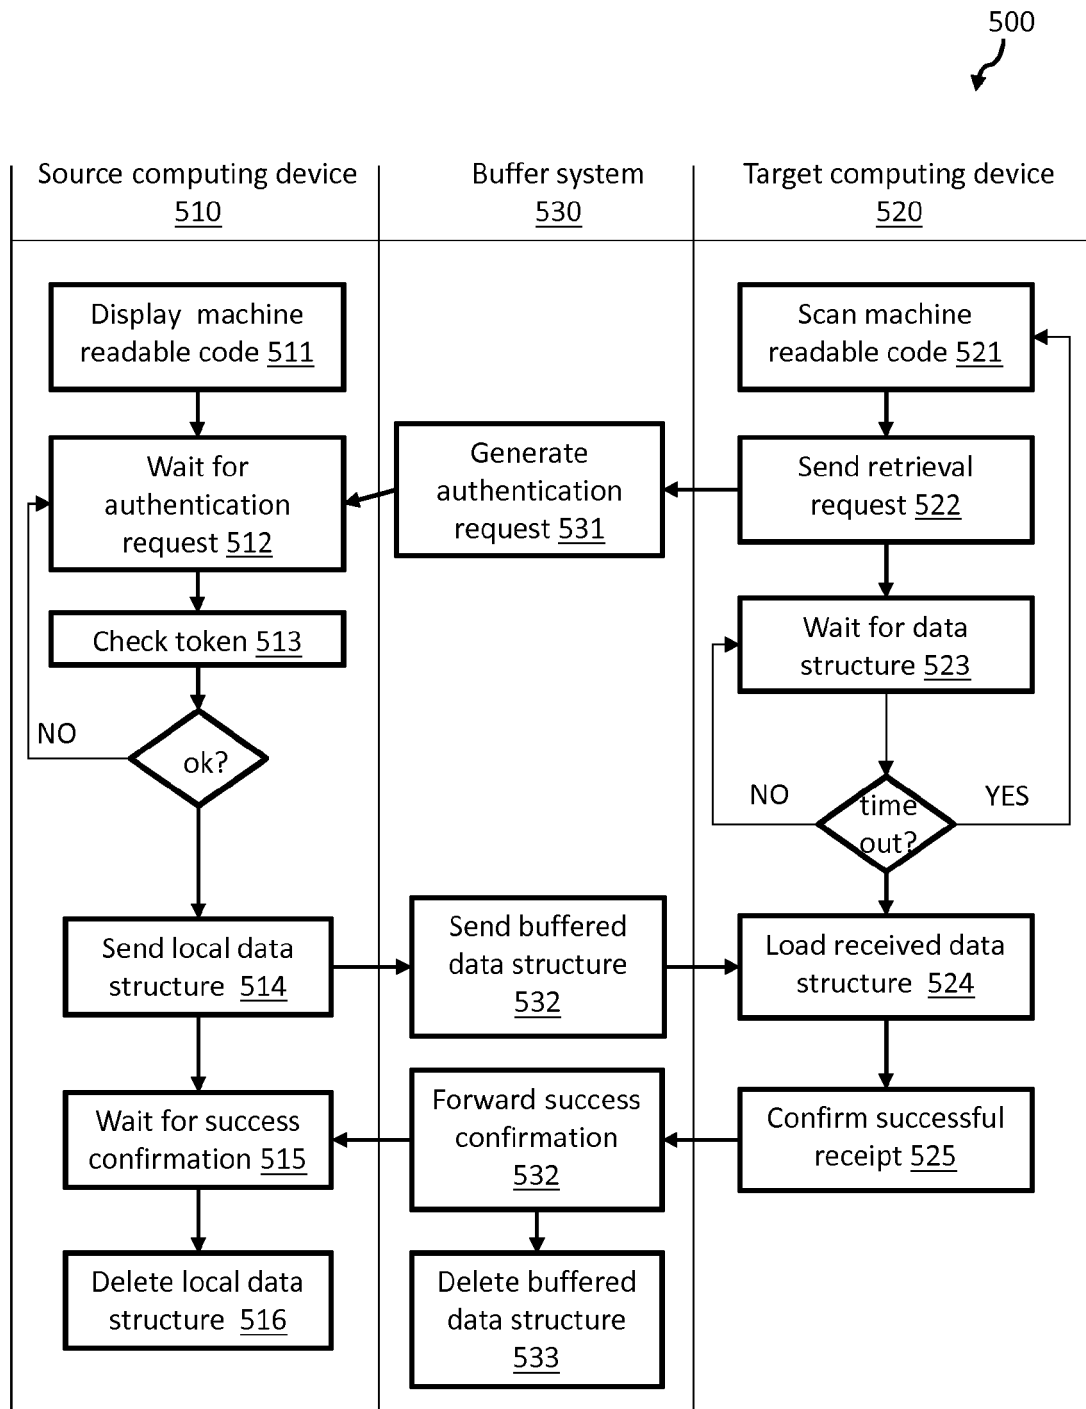 500
Source computing device
510
Buffer system
530
Target computing device
520
Display machine
readable code 511
Wait for
authentication
request 512
Check token 513
NO
ok?
Send local data
structure 514
Wait for success
confirmation 515
Delete local data
structure 516
Generate
authentication
request 531
Send buffered
data structure
532
Forward success
confirmation
532
Delete buffered
data structure
533
Scan machine
readable code 521
Send retrieval
request 522
Wait for data
structure 523
NO
YES
time
out?
Load received data
structure 524
Confirm successful
receipt 525